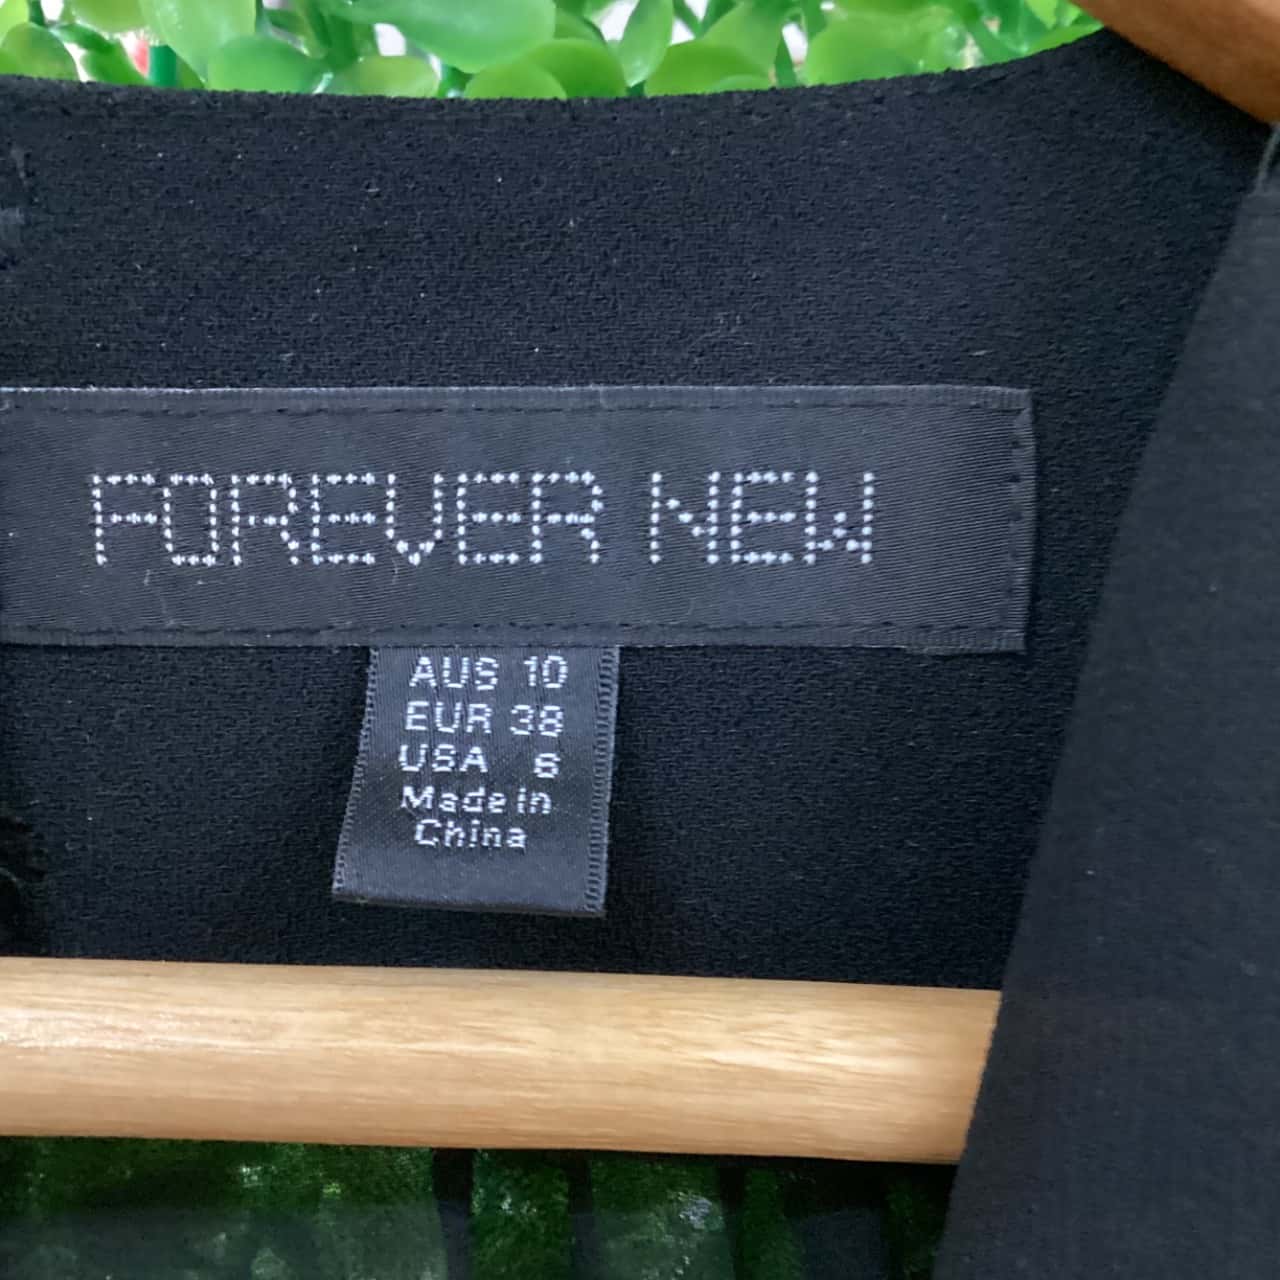 FOREVER NEW
AUS 10
EUR 38
USA 6
Made in
China